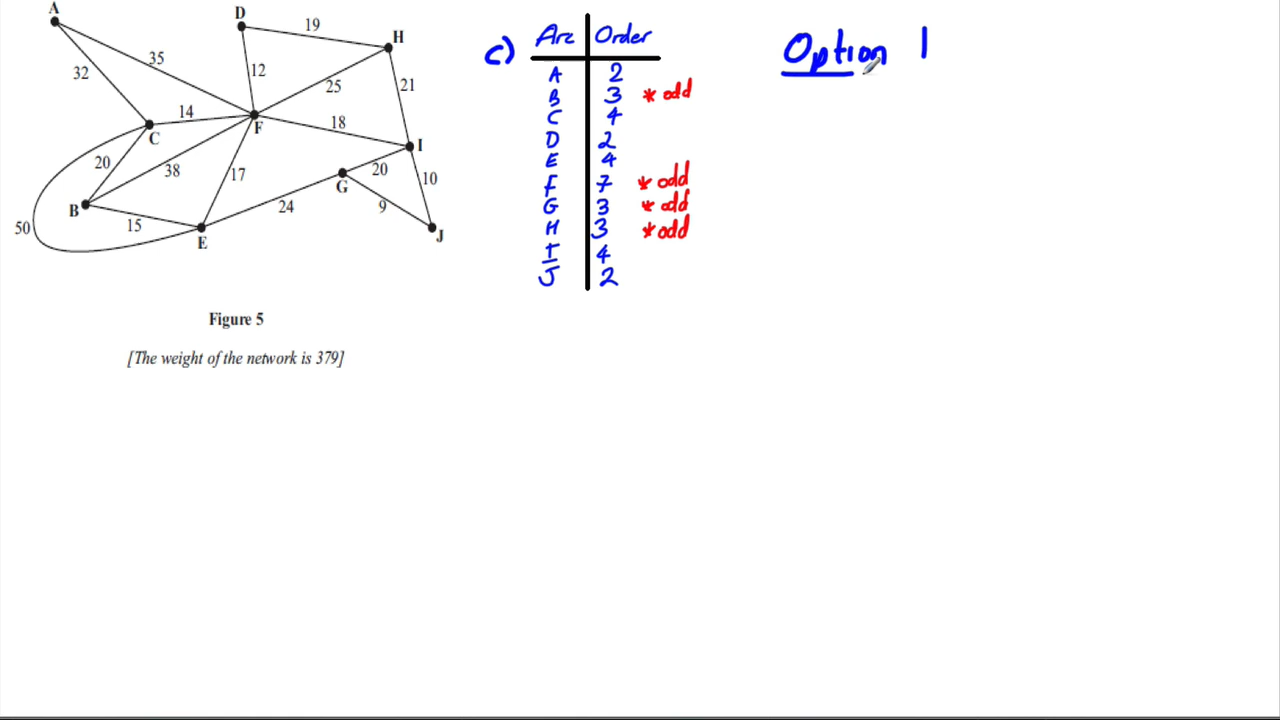 A
D
19
H
35
32
12
25
21
14
C
F
18
I
20
38
20
17
G
10
B
24
9
50
15
E
J
Figure 5
[The weight of the network is 379]
c) Arc Order
A 2
B 3 * odd
C 4
D 2
E 4
F 7 * odd
G 3 * odd
H 3 * odd
I 4
J 2
Option 1